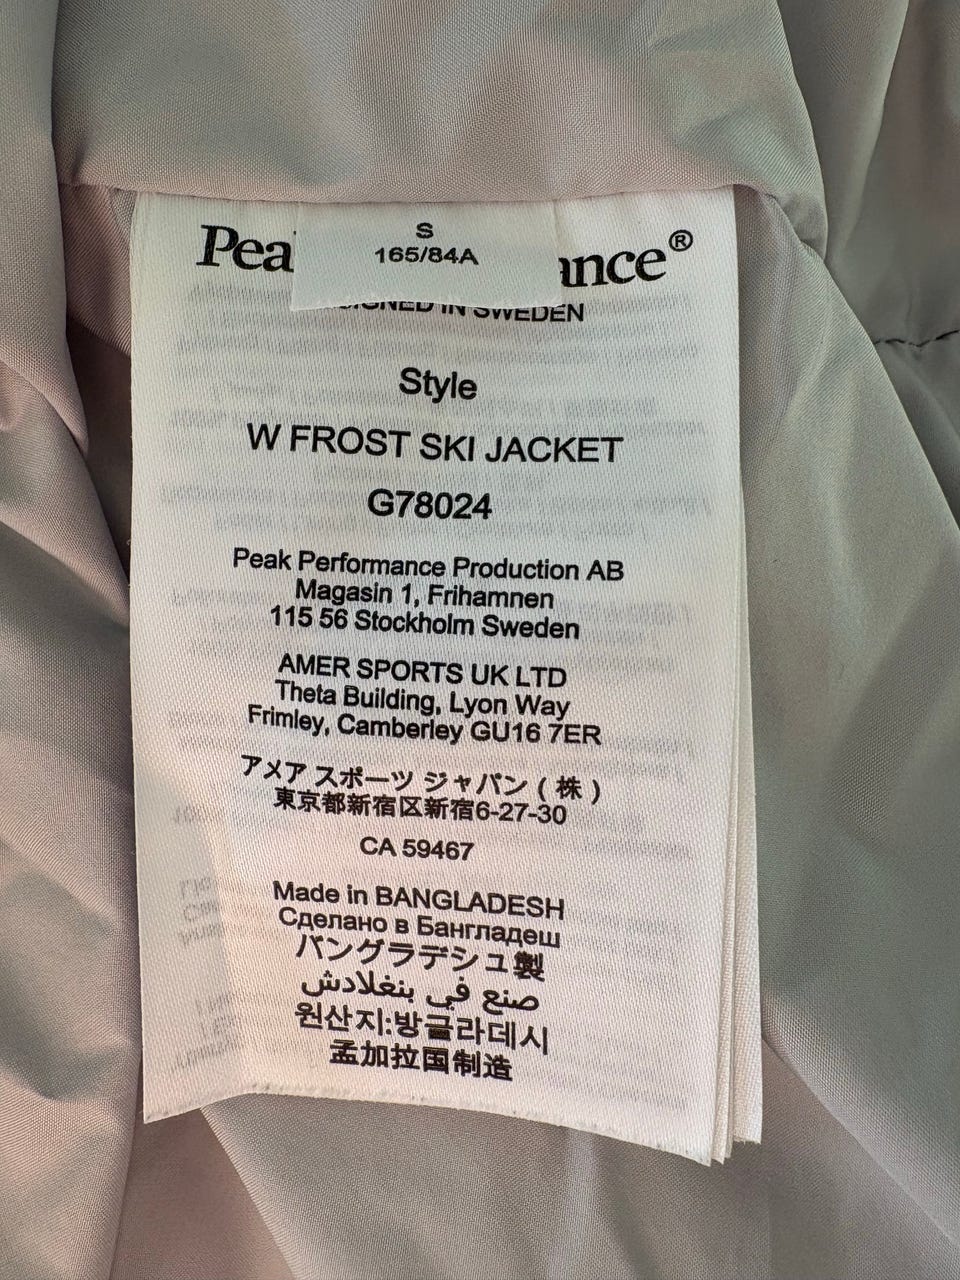 S
165/84A
Pea ance®
IGNED IN SWEDEN
Style
W FROST SKI JACKET
G78024
Peak Performance Production AB
Magasin 1, Frihamnen
115 56 Stockholm Sweden
AMER SPORTS UK LTD
Theta Building, Lyon Way
Frimley, Camberley GU16 7ER
アメア スポーツ ジャパン ( 株 )
東京都新宿区新宿6-27-30
CA 59467
Made in BANGLADESH
Сделано в Бангладеш
バングラデシュ製
صنع في بنغلادش
원산지:방글라데시
孟加拉国制造